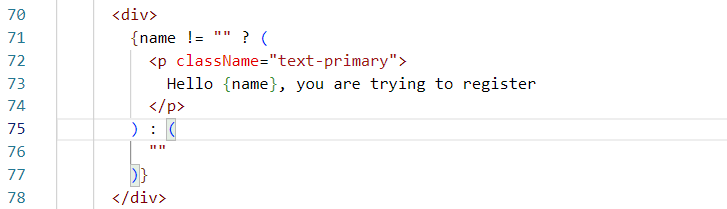 70 <div>
71 {name != "" ? (
72 <p className="text-primary">
73 Hello {name}, you are trying to register
74 </p>
75 ) : (
76 ""
77 )}
78 </div>